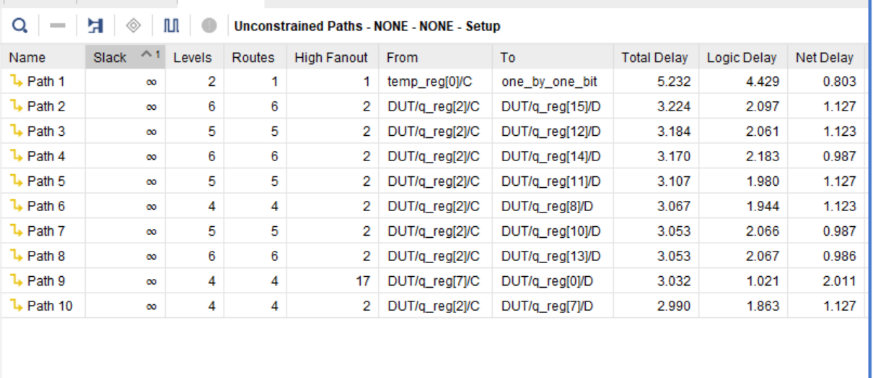 Unconstrained Paths - NONE - NONE - Setup
Name Slack ^1 Levels Routes High Fanout From To Total Delay Logic Delay Net Delay
Path 1 ∞ 2 1 1 temp_reg[0]/C one_by_one_bit 5.232 4.429 0.803
Path 2 ∞ 6 6 2 DUT/q_reg[2]/C DUT/q_reg[15]/D 3.224 2.097 1.127
Path 3 ∞ 5 5 2 DUT/q_reg[2]/C DUT/q_reg[12]/D 3.184 2.061 1.123
Path 4 ∞ 6 6 2 DUT/q_reg[2]/C DUT/q_reg[14]/D 3.170 2.183 0.987
Path 5 ∞ 5 5 2 DUT/q_reg[2]/C DUT/q_reg[11]/D 3.107 1.980 1.127
Path 6 ∞ 4 4 2 DUT/q_reg[2]/C DUT/q_reg[8]/D 3.067 1.944 1.123
Path 7 ∞ 5 5 2 DUT/q_reg[2]/C DUT/q_reg[10]/D 3.053 2.066 0.987
Path 8 ∞ 6 6 2 DUT/q_reg[2]/C DUT/q_reg[13]/D 3.053 2.067 0.986
Path 9 ∞ 4 4 17 DUT/q_reg[7]/C DUT/q_reg[0]/D 3.032 1.021 2.011
Path 10 ∞ 4 4 2 DUT/q_reg[2]/C DUT/q_reg[7]/D 2.990 1.863 1.127